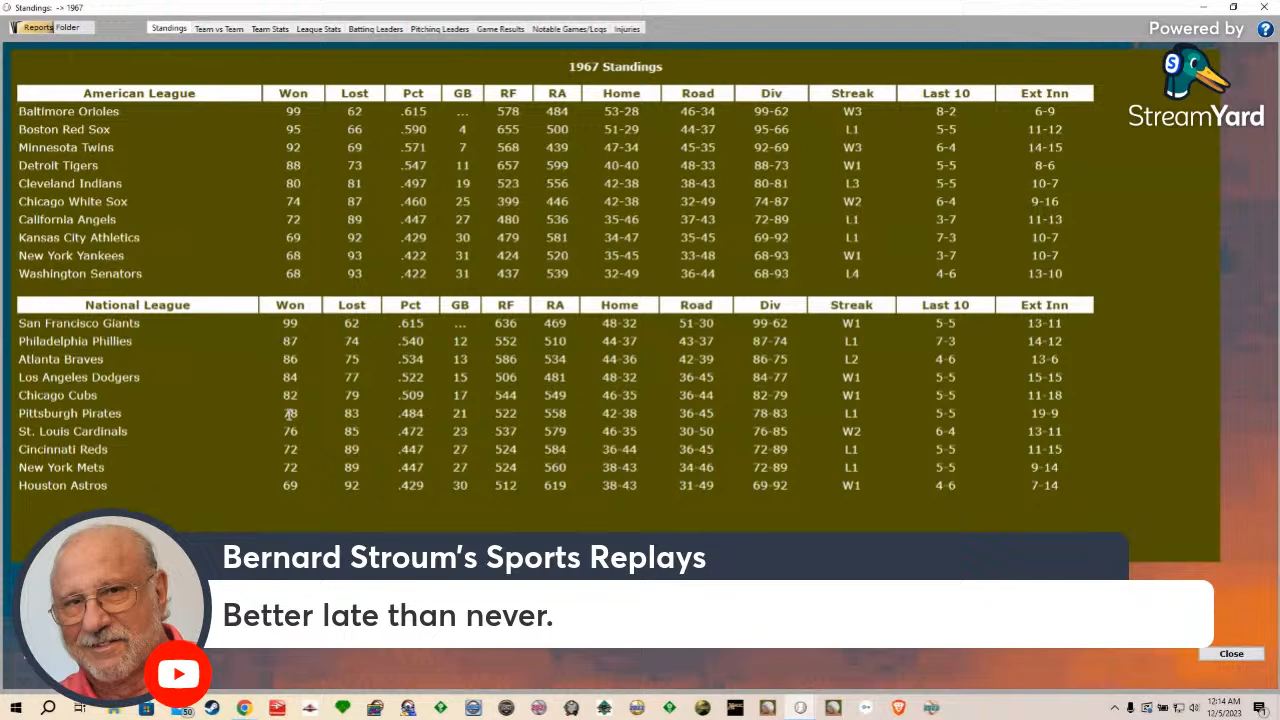 Standings: -> 1967
Reports Folder Standings Team vs Team Team Stats League Stats Batting Leaders Pitching Leaders Game Results Notable Games/Logs Injuries
Powered by
StreamYard
1967 Standings
American League Won Lost Pct GB RF RA Home Road Div Streak Last 10 Ext Inn
Baltimore Orioles 99 62 .615 ... 578 484 53-28 46-34 99-62 W3 8-2 6-9
Boston Red Sox 95 66 .590 4 655 500 51-29 44-37 95-66 L1 5-5 11-12
Minnesota Twins 92 69 .571 7 568 439 47-34 45-35 92-69 W3 6-4 14-15
Detroit Tigers 88 73 .547 11 657 599 40-40 48-33 88-73 W1 5-5 8-6
Cleveland Indians 80 81 .497 19 523 556 42-38 38-43 80-81 L3 5-5 10-7
Chicago White Sox 74 87 .460 25 399 446 42-38 32-49 74-87 W2 6-4 9-16
California Angels 72 89 .447 27 480 536 35-46 37-43 72-89 L1 3-7 11-13
Kansas City Athletics 69 92 .429 30 479 581 34-47 35-45 69-92 L1 7-3 10-7
New York Yankees 68 93 .422 31 424 520 35-45 33-48 68-93 W1 3-7 10-7
Washington Senators 68 93 .422 31 437 539 32-49 36-44 68-93 L4 4-6 13-10
National League Won Lost Pct GB RF RA Home Road Div Streak Last 10 Ext Inn
San Francisco Giants 99 62 .615 ... 636 469 48-32 51-30 99-62 W1 5-5 13-11
Philadelphia Phillies 87 74 .540 12 552 510 44-37 43-37 87-74 L1 7-3 14-12
Atlanta Braves 86 75 .534 13 586 534 44-36 42-39 86-75 L2 4-6 13-6
Los Angeles Dodgers 84 77 .522 15 506 481 48-32 36-45 84-77 W1 5-5 15-15
Chicago Cubs 82 79 .509 17 544 549 46-35 36-44 82-79 W1 5-5 11-18
Pittsburgh Pirates 78 83 .484 21 522 558 42-38 36-45 78-83 L1 5-5 19-9
St. Louis Cardinals 76 85 .472 23 537 579 46-35 30-50 76-85 W2 6-4 13-11
Cincinnati Reds 72 89 .447 27 524 584 36-44 36-45 72-89 L1 5-5 11-15
New York Mets 72 89 .447 27 524 560 38-43 34-46 72-89 L1 5-5 9-14
Houston Astros 69 92 .429 30 512 619 38-43 31-49 69-92 W1 4-6 7-14
Bernard Stroum's Sports Replays
Better late than never.
Close
12:14 AM
12/5/2023